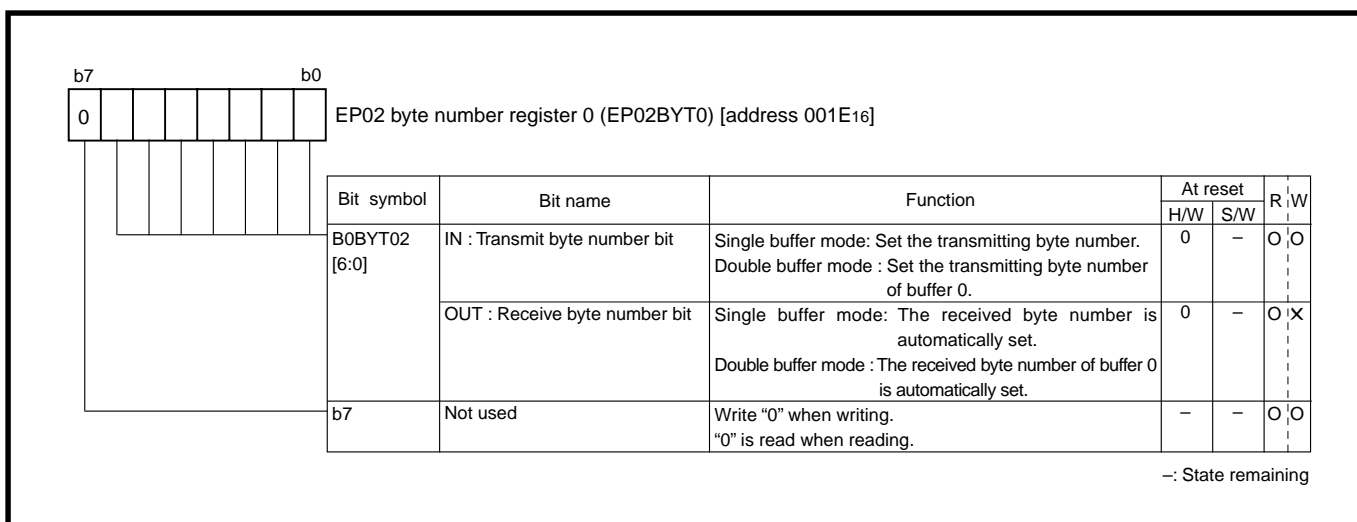 b7 b0
0 EP02 byte number register 0 (EP02BYT0) [address 001E16]
Bit symbol Bit name Function At reset R W
H/W S/W
B0BYT02 IN : Transmit byte number bit Single buffer mode: Set the transmitting byte number. 0 – O O
[6:0] Double buffer mode : Set the transmitting byte number
of buffer 0.
OUT : Receive byte number bit Single buffer mode: The received byte number is 0 – O ×
automatically set.
Double buffer mode : The received byte number of buffer 0
is automatically set.
b7 Not used Write “0” when writing. – – O O
“0” is read when reading.
–: State remaining